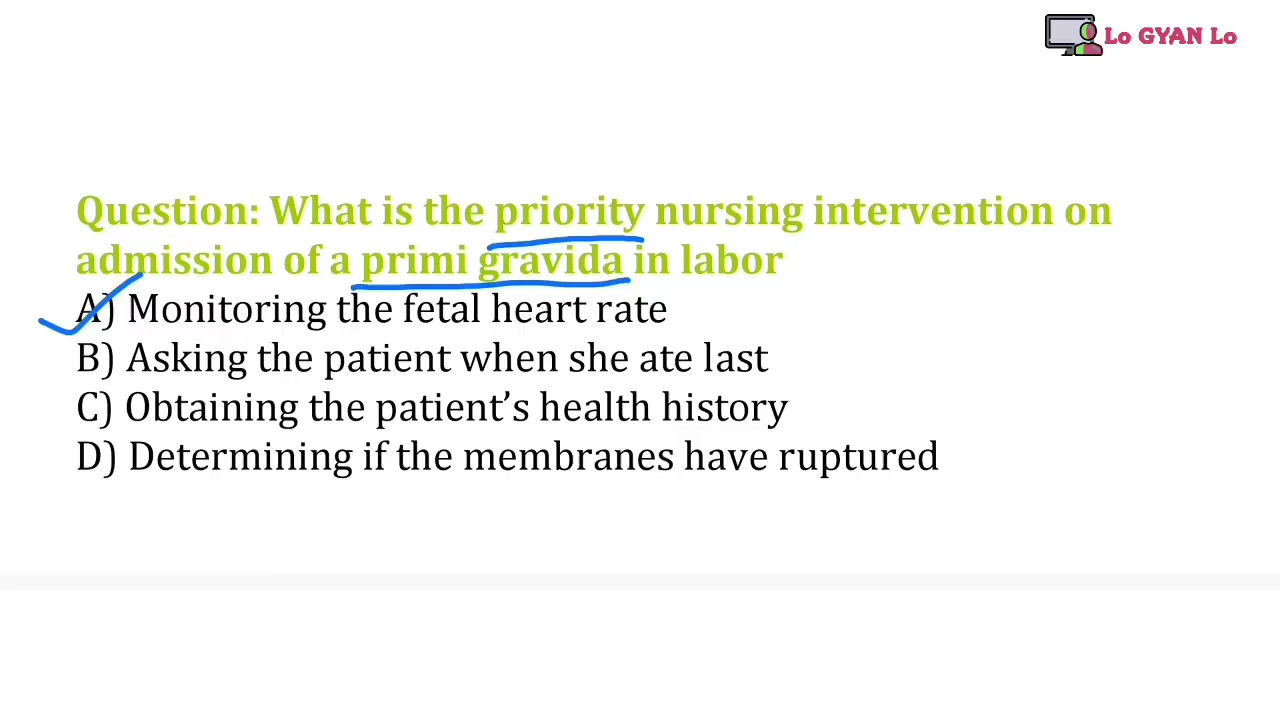 Lo GYAN Lo
Question: What is the priority nursing intervention on
admission of a primi gravida in labor
A) Monitoring the fetal heart rate
B) Asking the patient when she ate last
C) Obtaining the patient’s health history
D) Determining if the membranes have ruptured